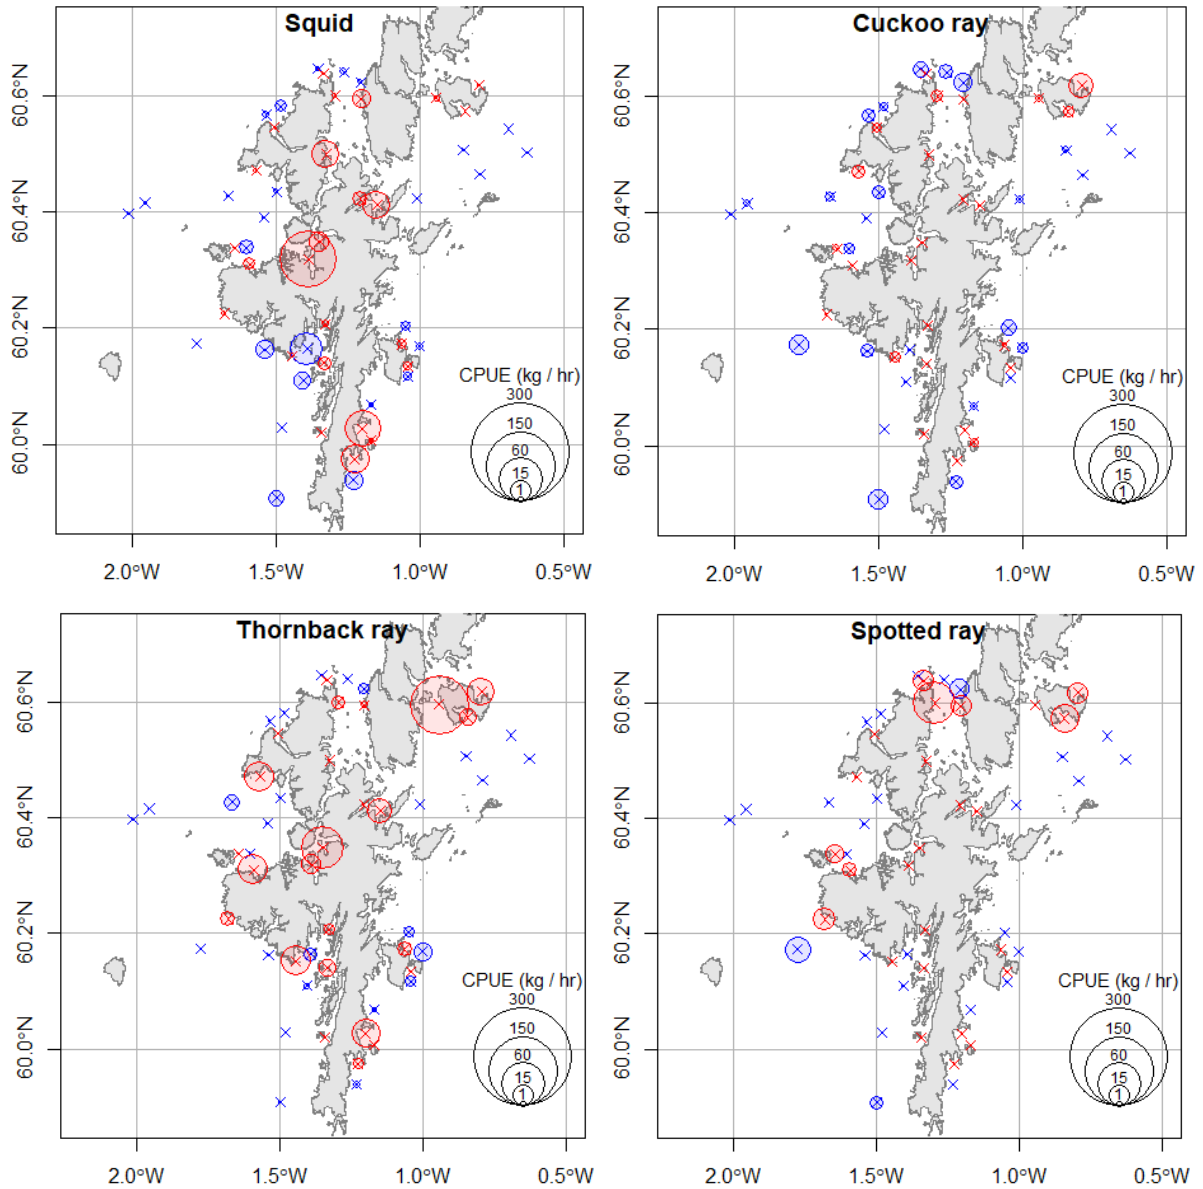 Squid
60.6°N
60.4°N
60.2°N
60.0°N
CPUE (kg / hr)
300
150
60
15
1
2.0°W
1.5°W
1.0°W
0.5°W
Cuckoo ray
60.6°N
60.4°N
60.2°N
60.0°N
CPUE (kg / hr)
300
150
60
15
1
2.0°W
1.5°W
1.0°W
0.5°W
Thornback ray
60.6°N
60.4°N
60.2°N
60.0°N
CPUE (kg / hr)
300
150
60
15
1
2.0°W
1.5°W
1.0°W
0.5°W
Spotted ray
60.6°N
60.4°N
60.2°N
60.0°N
CPUE (kg / hr)
300
150
60
15
1
2.0°W
1.5°W
1.0°W
0.5°W